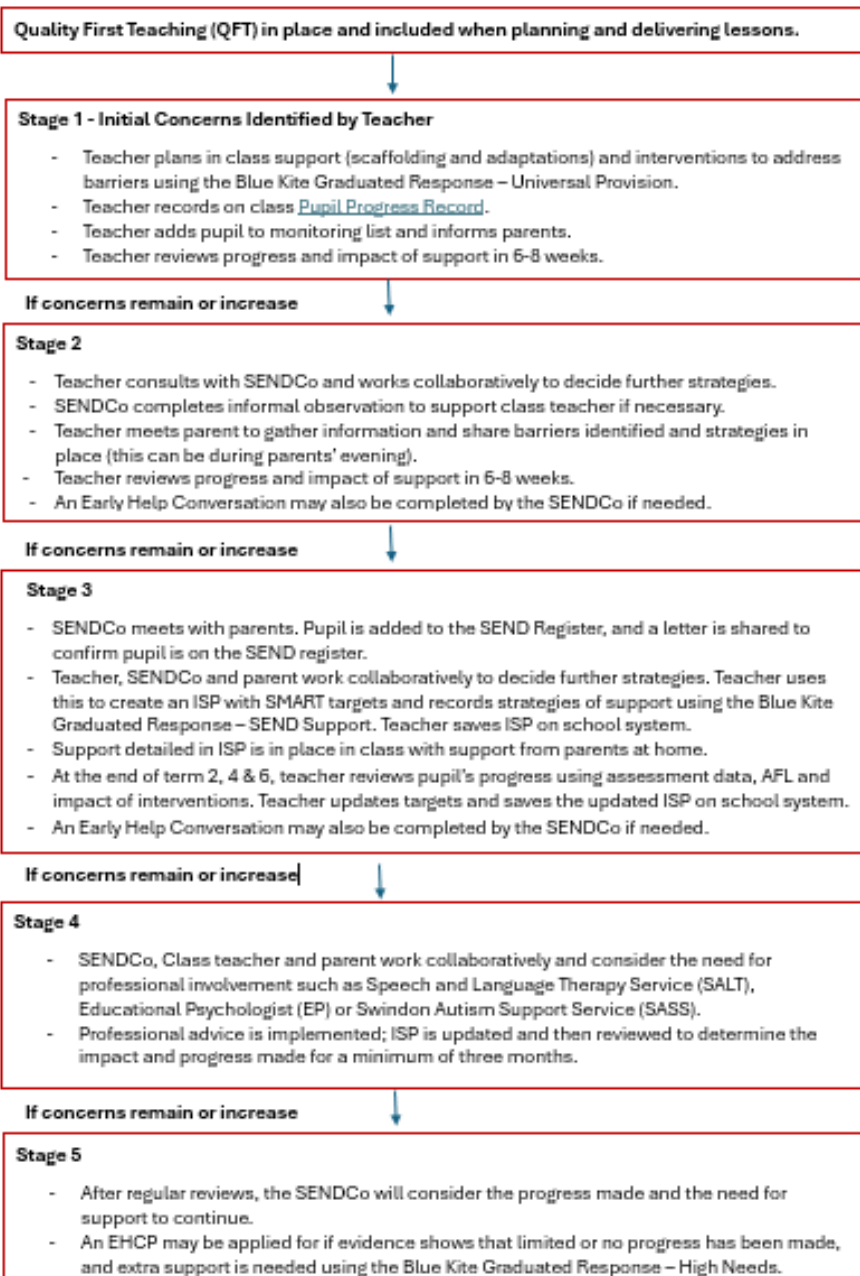 Quality First Teaching (QFT) in place and included when planning and delivering lessons.
Stage 1 - Initial Concerns Identified by Teacher
- Teacher plans in class support (scaffolding and adaptations) and interventions to address
barriers using the Blue Kite Graduated Response – Universal Provision.
- Teacher records on class Pupil Progress Record.
- Teacher adds pupil to monitoring list and informs parents.
- Teacher reviews progress and impact of support in 6-8 weeks.
If concerns remain or increase
Stage 2
- Teacher consults with SENDCo and works collaboratively to decide further strategies.
- SENDCo completes informal observation to support class teacher if necessary.
- Teacher meets parent to gather information and share barriers identified and strategies in
place (this can be during parents' evening).
- Teacher reviews progress and impact of support in 6-8 weeks.
- An Early Help Conversation may also be completed by the SENDCo if needed.
If concerns remain or increase
Stage 3
- SENDCo meets with parents. Pupil is added to the SEND Register, and a letter is shared to
confirm pupil is on the SEND register.
- Teacher, SENDCo and parent work collaboratively to decide further strategies. Teacher uses
this to create an ISP with SMART targets and records strategies of support using the Blue Kite
Graduated Response – SEND Support. Teacher saves ISP on school system.
- Support detailed in ISP is in place in class with support from parents at home.
- At the end of term 2, 4 & 6, teacher reviews pupil's progress using assessment data, AFL and
impact of interventions. Teacher updates targets and saves the updated ISP on school system.
- An Early Help Conversation may also be completed by the SENDCo if needed.
If concerns remain or increase
Stage 4
- SENDCo, Class teacher and parent work collaboratively and consider the need for
professional involvement such as Speech and Language Therapy Service (SALT),
Educational Psychologist (EP) or Swindon Autism Support Service (SASS).
- Professional advice is implemented; ISP is updated and then reviewed to determine the
impact and progress made for a minimum of three months.
If concerns remain or increase
Stage 5
- After regular reviews, the SENDCo will consider the progress made and the need for
support to continue.
- An EHCP may be applied for if evidence shows that limited or no progress has been made,
and extra support is needed using the Blue Kite Graduated Response – High Needs.